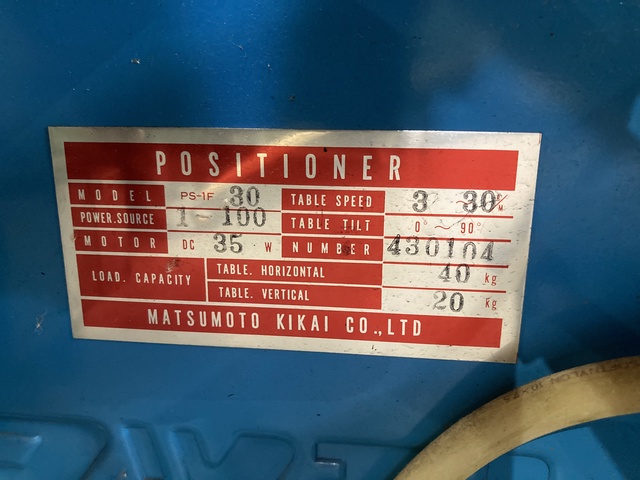 POSITIONER
MODEL PS-1F 30 TABLE SPEED 3 ~ 30
POWER.SOURCE 1 - 100 TABLE TILT 0° ~ 90°
MOTOR DC 35 W NUMBER 430104
LOAD. CAPACITY TABLE. HORIZONTAL 40 kg
TABLE. VERTICAL 20 kg
MATSUMOTO KIKAI CO.,LTD